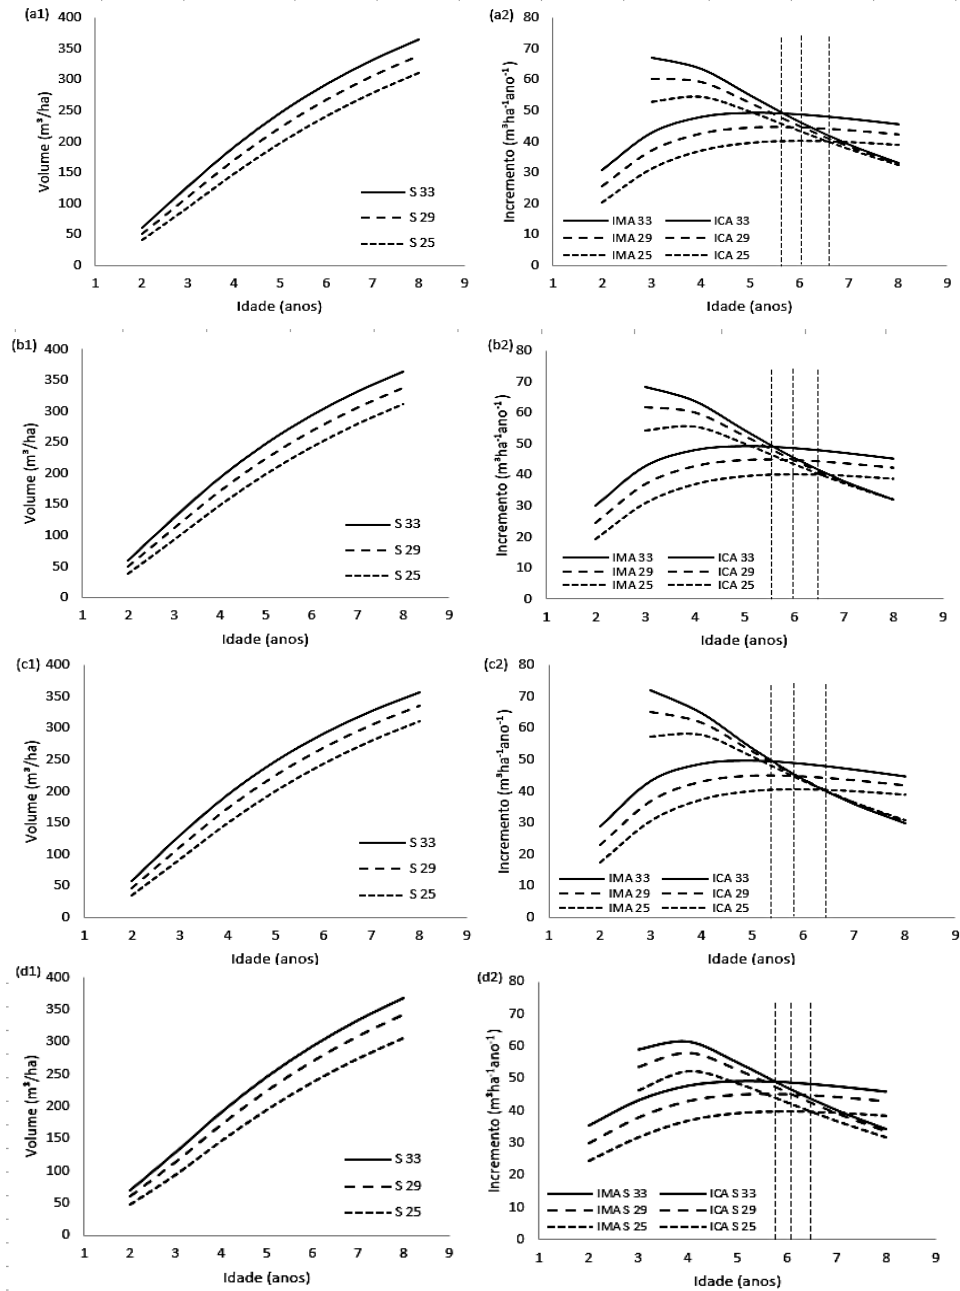 (a1)
400
350
300
250
200
150
100
50
0
Volume (m³/ha)
S 33
S 29
S 25
1 2 3 4 5 6 7 8 9
Idade (anos)
(a2)
80
70
60
50
40
30
20
10
0
Incremento (m³ha⁻¹ano⁻¹)
IMA 33 ICA 33
IMA 29 ICA 29
IMA 25 ICA 25
1 2 3 4 5 6 7 8 9
Idade (anos)
(b1)
400
350
300
250
200
150
100
50
0
Volume (m³/ha)
S 33
S 29
S 25
1 2 3 4 5 6 7 8 9
Idade (anos)
(b2)
80
70
60
50
40
30
20
10
0
Incremento (m³ha⁻¹ano⁻¹)
IMA 33 ICA 33
IMA 29 ICA 29
IMA 25 ICA 25
1 2 3 4 5 6 7 8 9
Idade (anos)
(c1)
400
350
300
250
200
150
100
50
0
Volume (m³/ha)
S 33
S 29
S 25
1 2 3 4 5 6 7 8 9
Idade (anos)
(c2)
80
70
60
50
40
30
20
10
0
Incremento (m³ha⁻¹ano⁻¹)
IMA 33 ICA 33
IMA 29 ICA 29
IMA 25 ICA 25
1 2 3 4 5 6 7 8 9
Idade (anos)
(d1)
400
350
300
250
200
150
100
50
0
Volume (m³/ha)
S 33
S 29
S 25
1 2 3 4 5 6 7 8 9
Idade (anos)
(d2)
80
70
60
50
40
30
20
10
0
Incremento (m³ha⁻¹ano⁻¹)
IMA S 33 ICA S 33
IMA S 29 ICA S 29
IMA S 25 ICA S 25
1 2 3 4 5 6 7 8 9
Idade (anos)